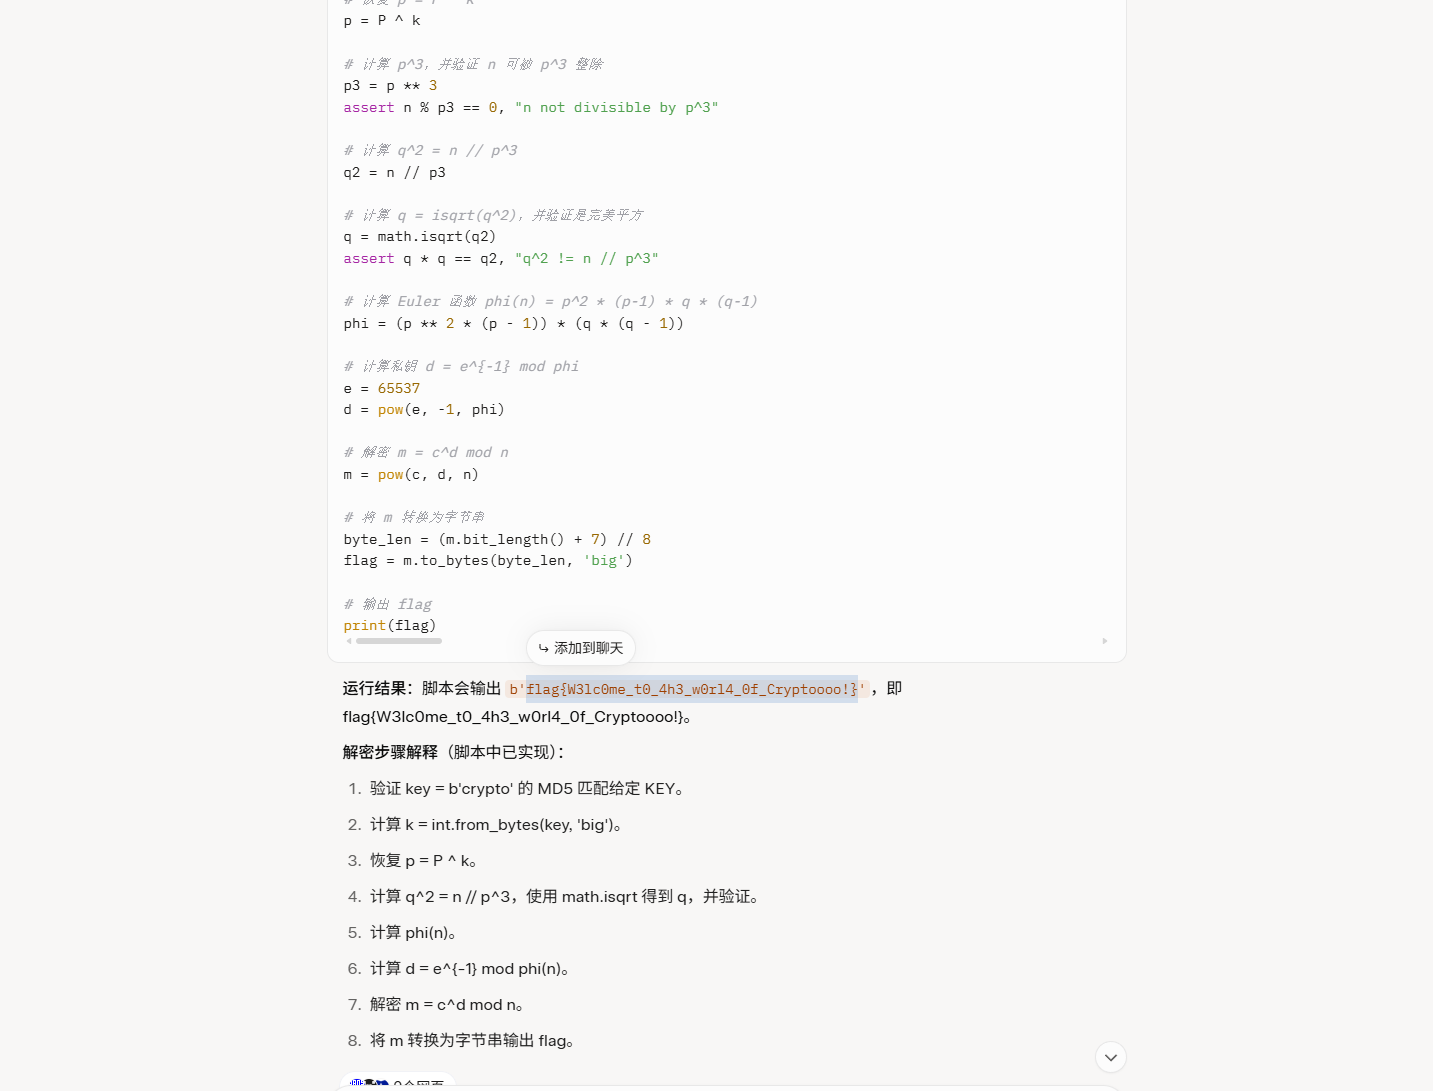 # 恢复 p = P ^ k
p = P ^ k
# 计算 p^3，并验证 n 可被 p^3 整除
p3 = p ** 3
assert n % p3 == 0, "n not divisible by p^3"
# 计算 q^2 = n // p^3
q2 = n // p3
# 计算 q = isqrt(q^2)，并验证是完美平方
q = math.isqrt(q2)
assert q * q == q2, "q^2 != n // p^3"
# 计算 Euler 函数 phi(n) = p^2 * (p-1) * q * (q-1)
phi = (p ** 2 * (p - 1)) * (q * (q - 1))
# 计算私钥 d = e^{-1} mod phi
e = 65537
d = pow(e, -1, phi)
# 解密 m = c^d mod n
m = pow(c, d, n)
# 将 m 转换为字节串
byte_len = (m.bit_length() + 7) // 8
flag = m.to_bytes(byte_len, 'big')
# 输出 flag
print(flag)
添加到聊天
运行结果：脚本会输出 b'flag{W3lc0me_t0_4h3_w0rl4_0f_Cryptoooo!}'，即
flag{W3lc0me_t0_4h3_w0rl4_0f_Cryptoooo!}。
解密步骤解释（脚本中已实现）：
1. 验证 key = b'crypto' 的 MD5 匹配给定 KEY。
2. 计算 k = int.from_bytes(key, 'big')。
3. 恢复 p = P ^ k。
4. 计算 q^2 = n // p^3，使用 math.isqrt 得到 q，并验证。
5. 计算 phi(n)。
6. 计算 d = e^{-1} mod phi(n)。
7. 解密 m = c^d mod n。
8. 将 m 转换为字节串输出 flag。
个网页